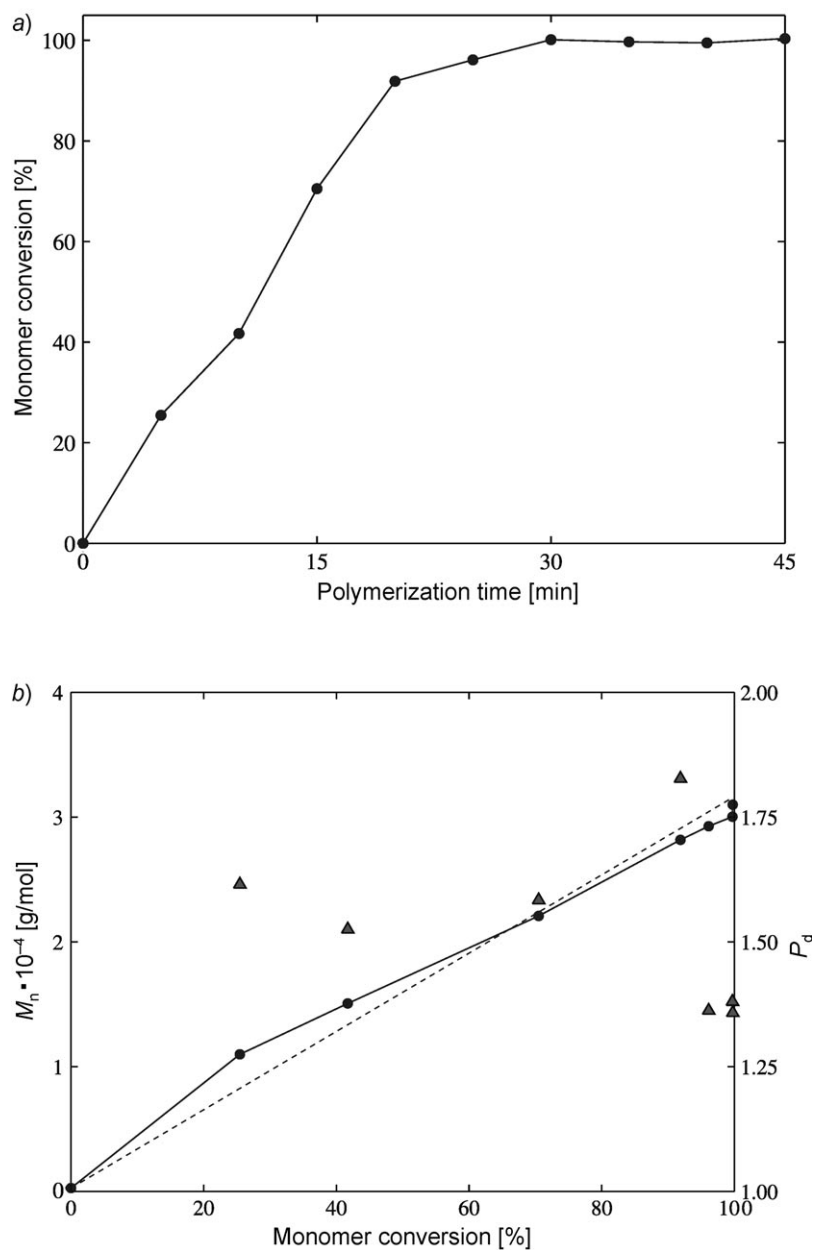 a)
100
80
60
40
20
0
0 15 30 45
Monomer conversion [%]
Polymerization time [min]
b)
4
3
2
1
0
2.00
1.75
1.50
1.25
1.00
0 20 40 60 80 100
Mₙ · 10⁻⁴ [g/mol]
P_d
Monomer conversion [%]